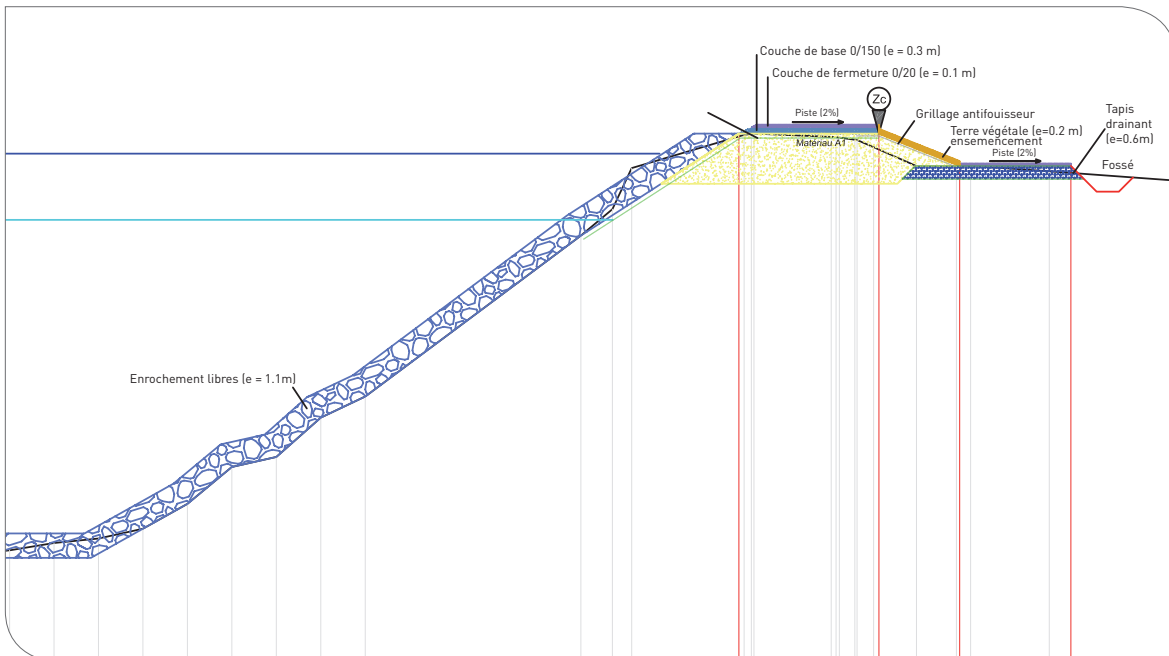 Couche de base 0/150 (e = 0.3 m)
Couche de fermeture 0/20 (e = 0.1 m)
Zc
Piste (2%)
Grillage antifouisseur
Tapis
drainant
(e=0.6m)
Terre végétale (e=0.2 m)
ensemencement
Matériau A1
Piste (2%)
Fossé
Enrochement libres (e = 1.1m)